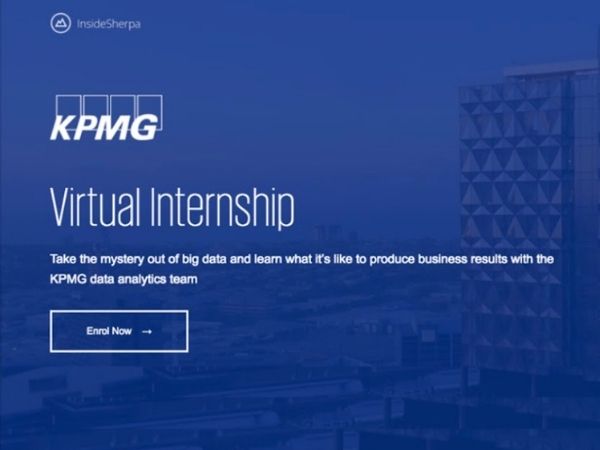 InsideSherpa
KPMG
Virtual Internship
Take the mystery out of big data and learn what it's like to produce business results with the
KPMG data analytics team
Enrol Now →